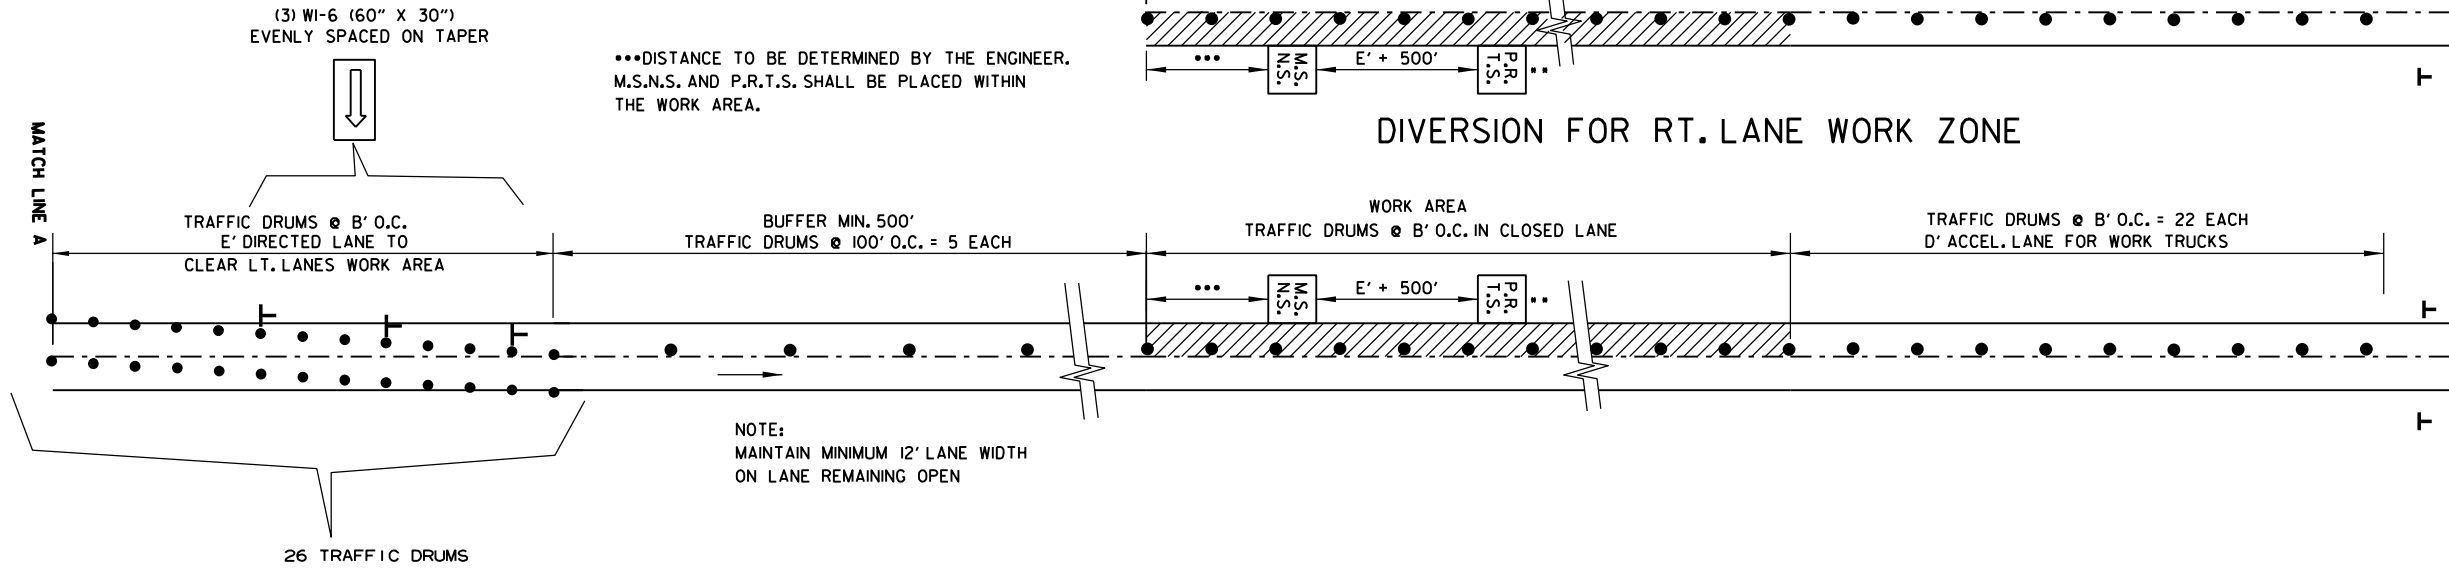 (3) WI-6 (60" X 30")
EVENLY SPACED ON TAPER
•••DISTANCE TO BE DETERMINED BY THE ENGINEER.
M.S.N.S. AND P.R.T.S. SHALL BE PLACED WITHIN
THE WORK AREA.
•••
M.S.
N.S.
E' + 500'
P.R.
T.S.
**
DIVERSION FOR RT. LANE WORK ZONE
MATCH LINE A
TRAFFIC DRUMS @ B' O.C.
E' DIRECTED LANE TO
CLEAR LT. LANES WORK AREA
BUFFER MIN. 500'
TRAFFIC DRUMS @ 100' O.C. = 5 EACH
WORK AREA
TRAFFIC DRUMS @ B' O.C. IN CLOSED LANE
TRAFFIC DRUMS @ B' O.C. = 22 EACH
D' ACCEL. LANE FOR WORK TRUCKS
•••
M.S.
N.S.
E' + 500'
P.R.
T.S.
**
NOTE:
MAINTAIN MINIMUM 12' LANE WIDTH
ON LANE REMAINING OPEN
26 TRAFFIC DRUMS